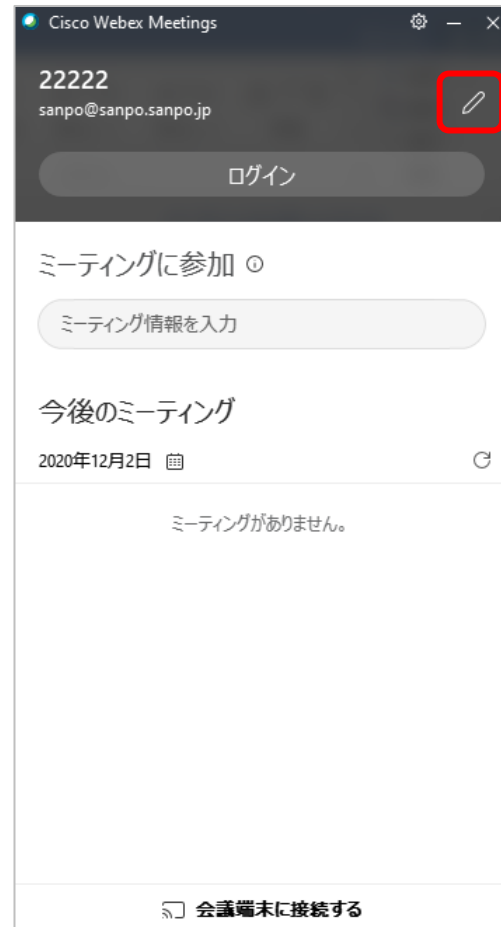 Cisco Webex Meetings
22222
sanpo@sanpo.sanpo.jp
ログイン
ミーティングに参加
ミーティング情報を入力
今後のミーティング
2020年12月2日
ミーティングがありません。
会議端末に接続する